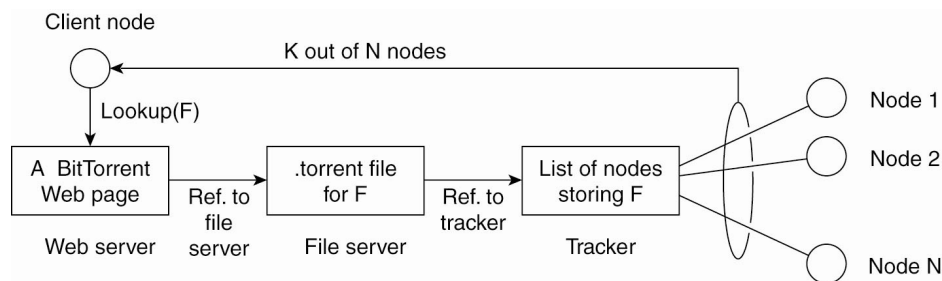 Client node
K out of N nodes
Lookup(F)
A BitTorrent
Web page
Web server
Ref. to
file
server
.torrent file
for F
File server
Ref. to
tracker
List of nodes
storing F
Tracker
Node 1
Node 2
Node N